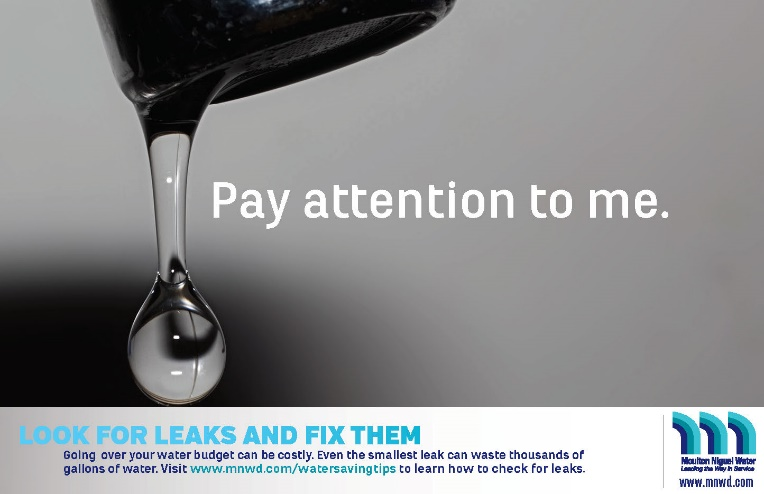 Pay attention to me.
LOOK FOR LEAKS AND FIX THEM
Going over your water budget can be costly. Even the smallest leak can waste thousands of
gallons of water. Visit www.mnwd.com/watersavingtips to learn how to check for leaks.
Moulton Niguel Water
Leading the Way in Service
www.mnwd.com